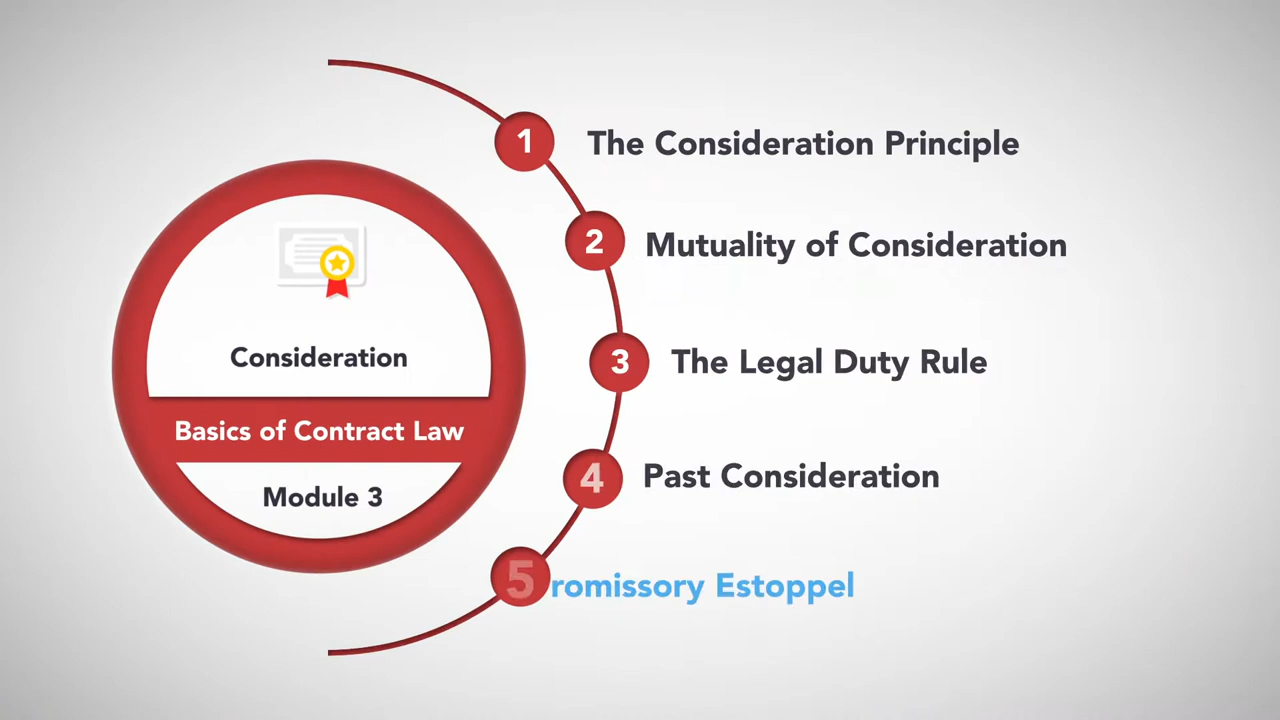 1 The Consideration Principle
2 Mutuality of Consideration
3 The Legal Duty Rule
4 Past Consideration
5 romissory Estoppel
Consideration
Basics of Contract Law
Module 3